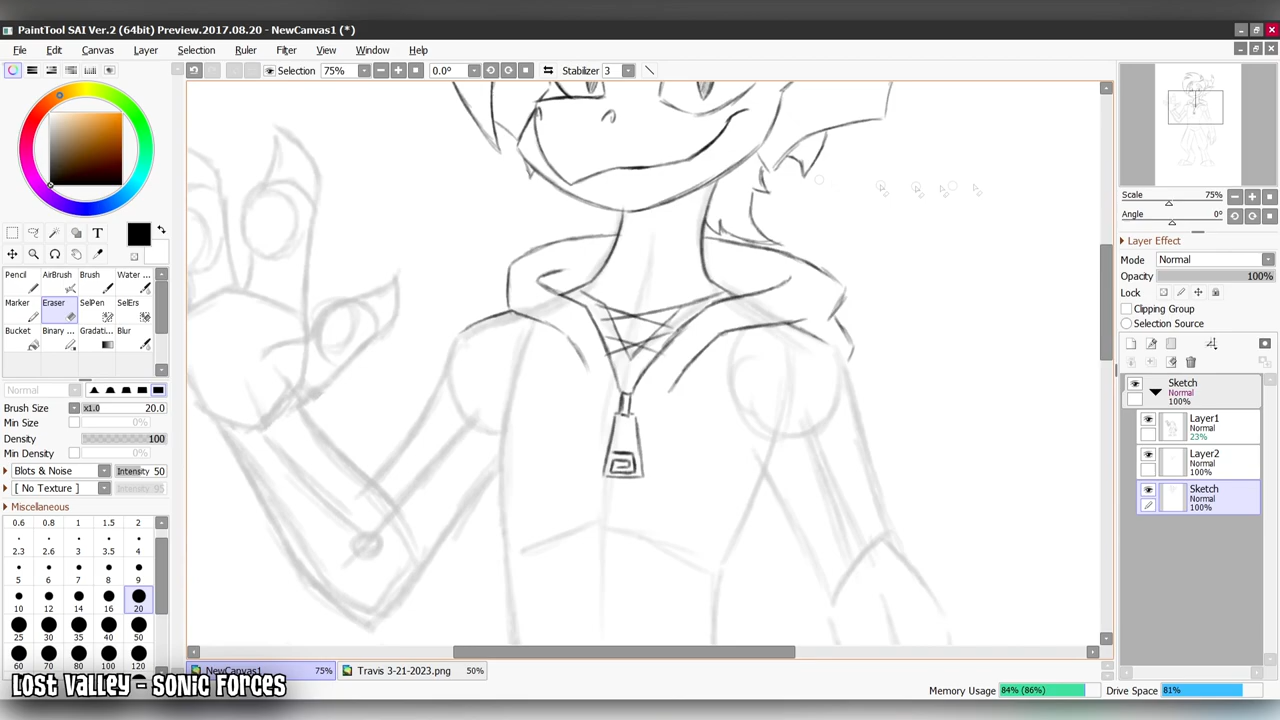 PaintTool SAI Ver.2 (64bit) Preview.2017.08.20 - NewCanvas1 (*)
File Edit Canvas Layer Selection Ruler Filter View Window Help
Selection 75% 0.0° Stabilizer 3
Scale 75%
Angle 0°
Layer Effect
Mode Normal
Opacity 100%
Lock
Clipping Group
Selection Source
Sketch
Normal
100%
Layer1
Normal
23%
Layer2
Normal
100%
Sketch
Normal
100%
T
Pencil AirBrush Brush Water ...
Marker Eraser SelPen SelErs
Bucket Binary ... Gradati... Blur
Normal
Brush Size x1.0 20.0
Min Size 0%
Density 100
Min Density 0%
Blots & Noise Intensity 50
[ No Texture ] Intensity 95
Miscellaneous
0.6 0.8 1 1.5 2
2.3 2.6 3 3.5 4
5 6 7 8 9
10 12 14 16 20
25 30 35 40 50
60 70 80 100 120
NewCanvas1 75% Travis 3-21-2023.png 50%
Lost Valley - Sonic Forces
Memory Usage 84% (86%) Drive Space 81%